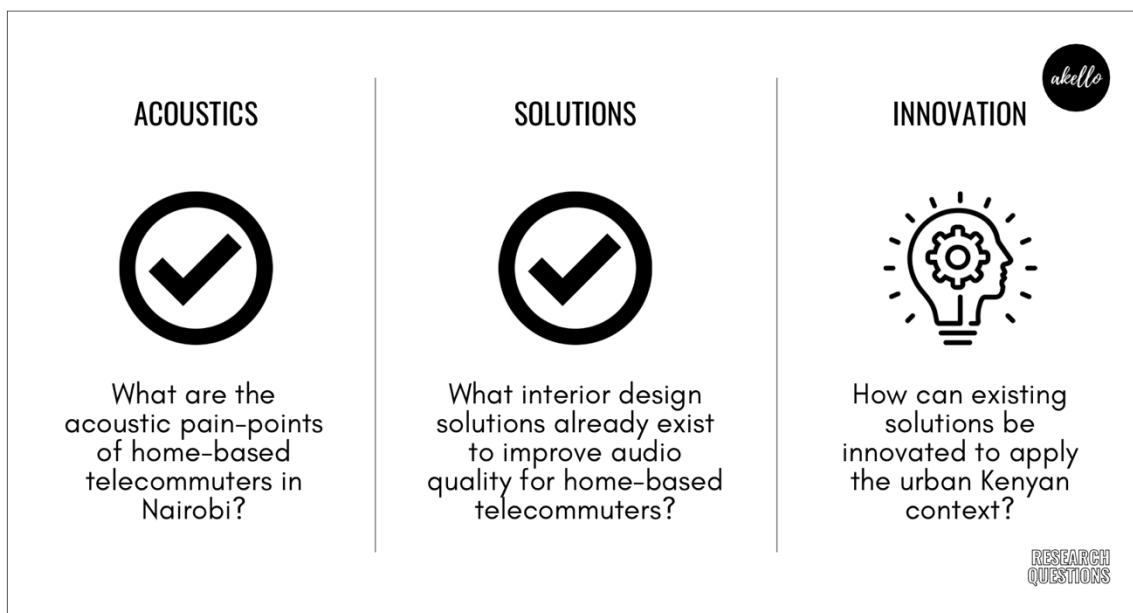 akello
ACOUSTICS
What are the
acoustic pain-points
of home-based
telecommuters in
Nairobi?
SOLUTIONS
What interior design
solutions already exist
to improve audio
quality for home-based
telecommuters?
INNOVATION
How can existing
solutions be
innovated to apply
the urban Kenyan
context?
RESEARCH
QUESTIONS